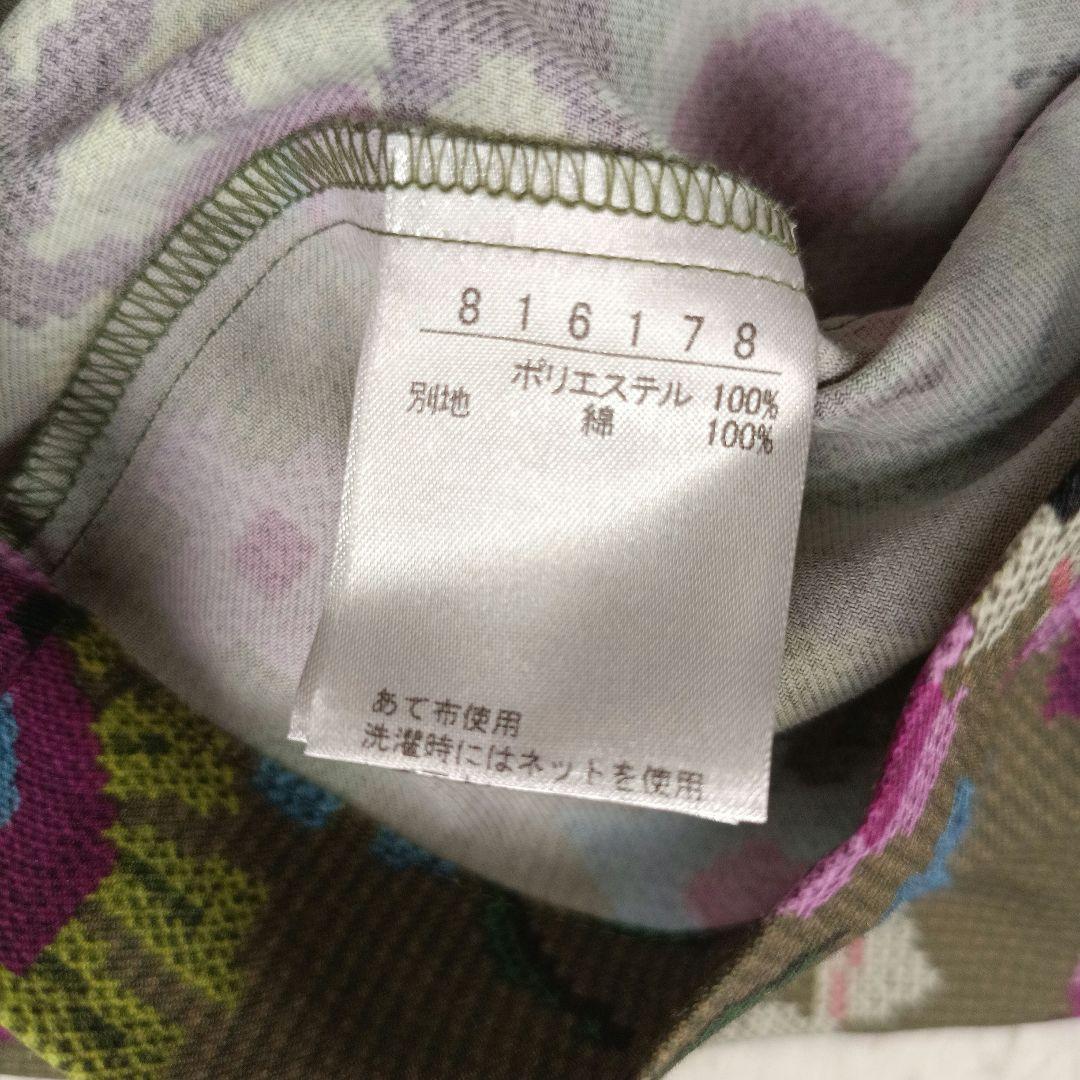 816178
ポリエステル 100%
別地 綿 100%
あて布使用
洗濯時にはネットを使用